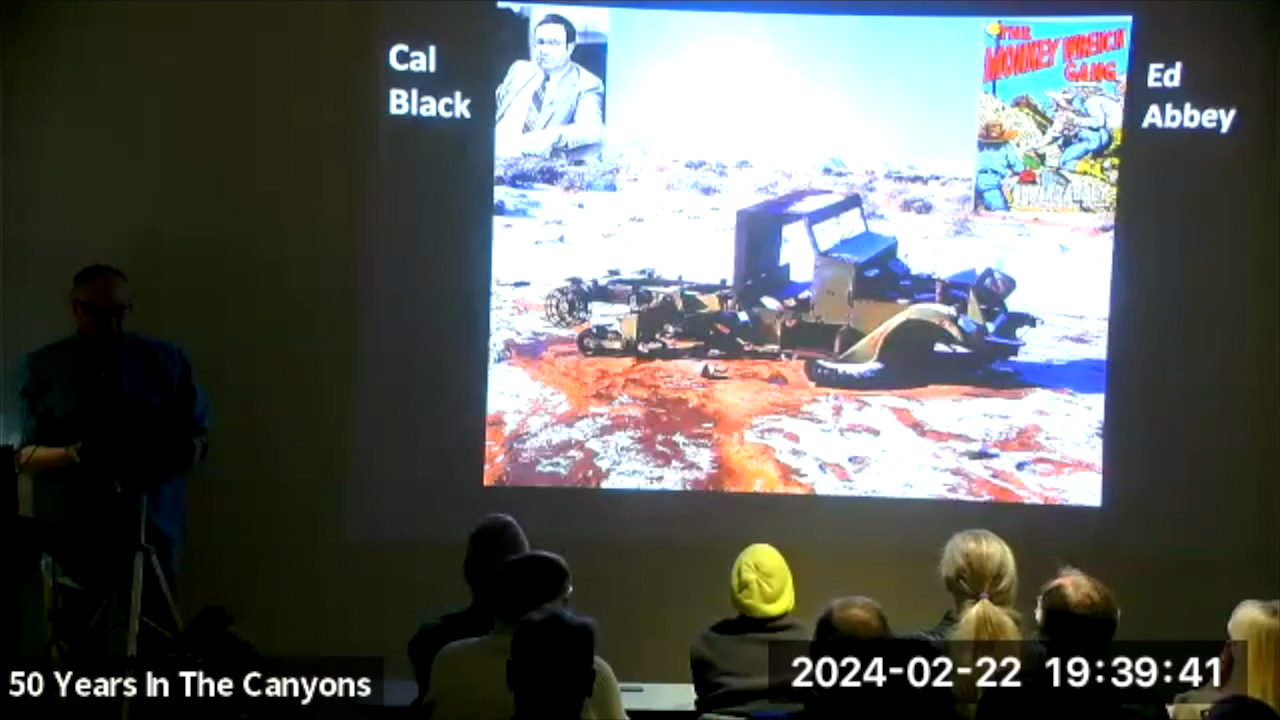 Cal
Black
THE
MONKEY WRENCH
GANG
Ed
Abbey
50 Years In The Canyons
2024-02-22 19:39:41